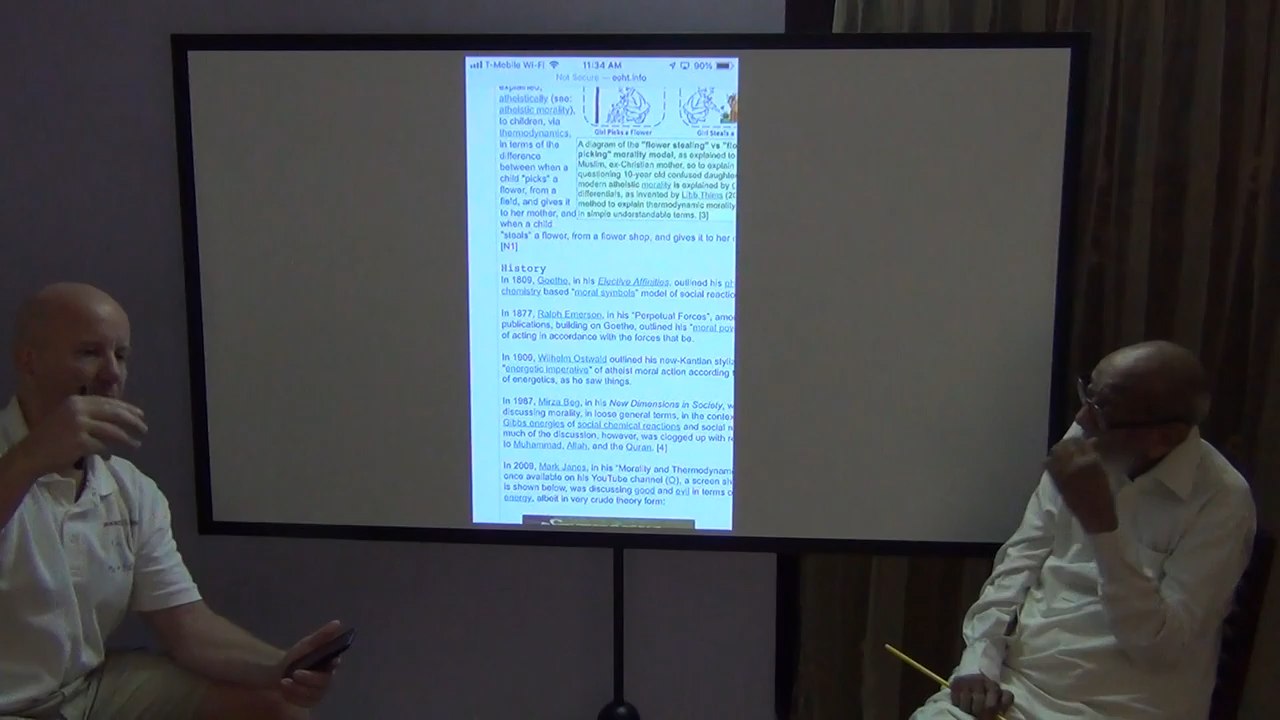 T-Mobile Wi-Fi 11:34 AM 90%
Not Secure — eoht.info
explained,
atheistically (see:
atheistic morality),
to children, via
thermodynamics,
in terms of the
difference
between when a
child "picks" a
flower, from a
field, and gives it
to her mother, and
when a child
"steals" a flower, from a flower shop, and gives it to her
[N1]
Girl Picks a flower
Girl Steals a
A diagram of the "flower stealing" vs "flo
picking" morality model, as explained to
Muslim, ex-Christian mother, so to explain
questioning 10-year old confused daughte
modern atheistic morality is explained by
differentials, as invented by Libb Thims (20
method to explain thermodynamic morality
in simple understandable terms. [3]
History
In 1809, Goethe, in his Elective Affinities, outlined his
chemistry based "moral symbols" model of social reactio
In 1877, Ralph Emerson, in his "Perpetual Forces", amo
publications, building on Goethe, outlined his "moral pow
of acting in accordance with the forces that be.
In 1909, Wilhelm Ostwald outlined his new-Kantian
"energetic imperative" of atheist moral action according
of energetics, as he saw things.
In 1987, Mirza Beg, in his New Dimensions in Society, w
discussing morality, in loose general terms, in the contex
Gibbs energies of social chemical reactions and social
much of the discussion, however, was clogged up with
to Muhammad, Allah, and the Quran. [4]
In 2009, Mark Janes, in his "Morality and Thermodynam
once available on his YouTube channel (O), a screen sh
is shown below, was discussing good and evil in terms
energy, albeit in very crude theory form: